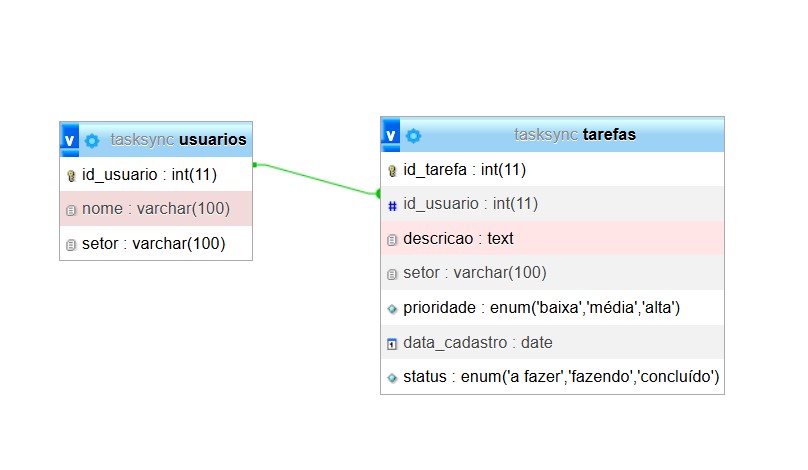 v tasksync usuarios
id_usuario : int(11)
nome : varchar(100)
setor : varchar(100)
v tasksync tarefas
id_tarefa : int(11)
# id_usuario : int(11)
descricao : text
setor : varchar(100)
prioridade : enum('baixa','média','alta')
1 data_cadastro : date
status : enum('a fazer','fazendo','concluído')